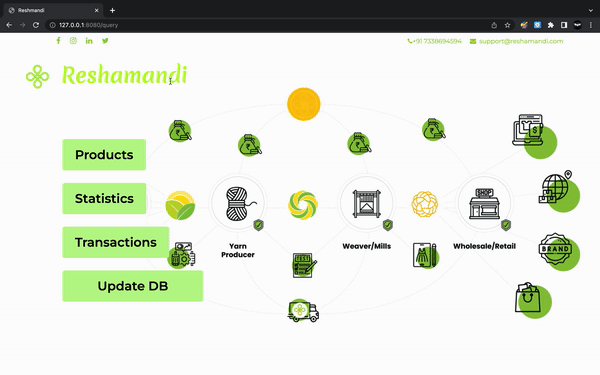 Reshmandi
127.0.0.1:8080/query
+91 7338694594 support@reshamandi.com
Reshamandi
Products
Statistics
Transactions
Update DB
Yarn
Producer
Weaver/Mills
Wholesale/Retail
SHOP
TEST
BRAND